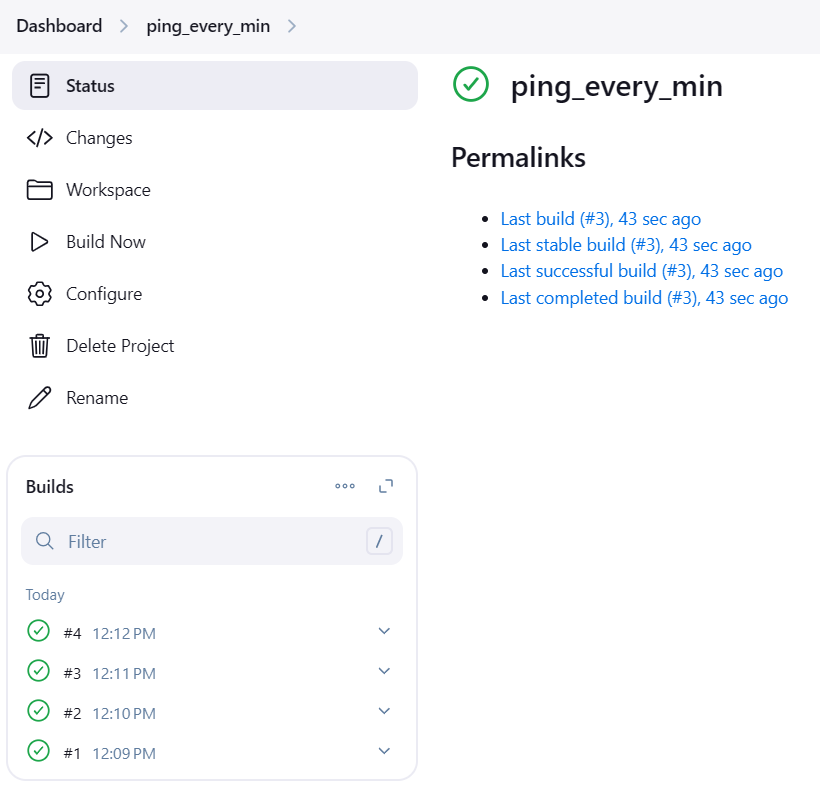 Dashboard > ping_every_min >
Status
Changes
Workspace
Build Now
Configure
Delete Project
Rename
Builds
Filter /
Today
#4 12:12 PM
#3 12:11 PM
#2 12:10 PM
#1 12:09 PM
ping_every_min
Permalinks
Last build (#3), 43 sec ago
Last stable build (#3), 43 sec ago
Last successful build (#3), 43 sec ago
Last completed build (#3), 43 sec ago